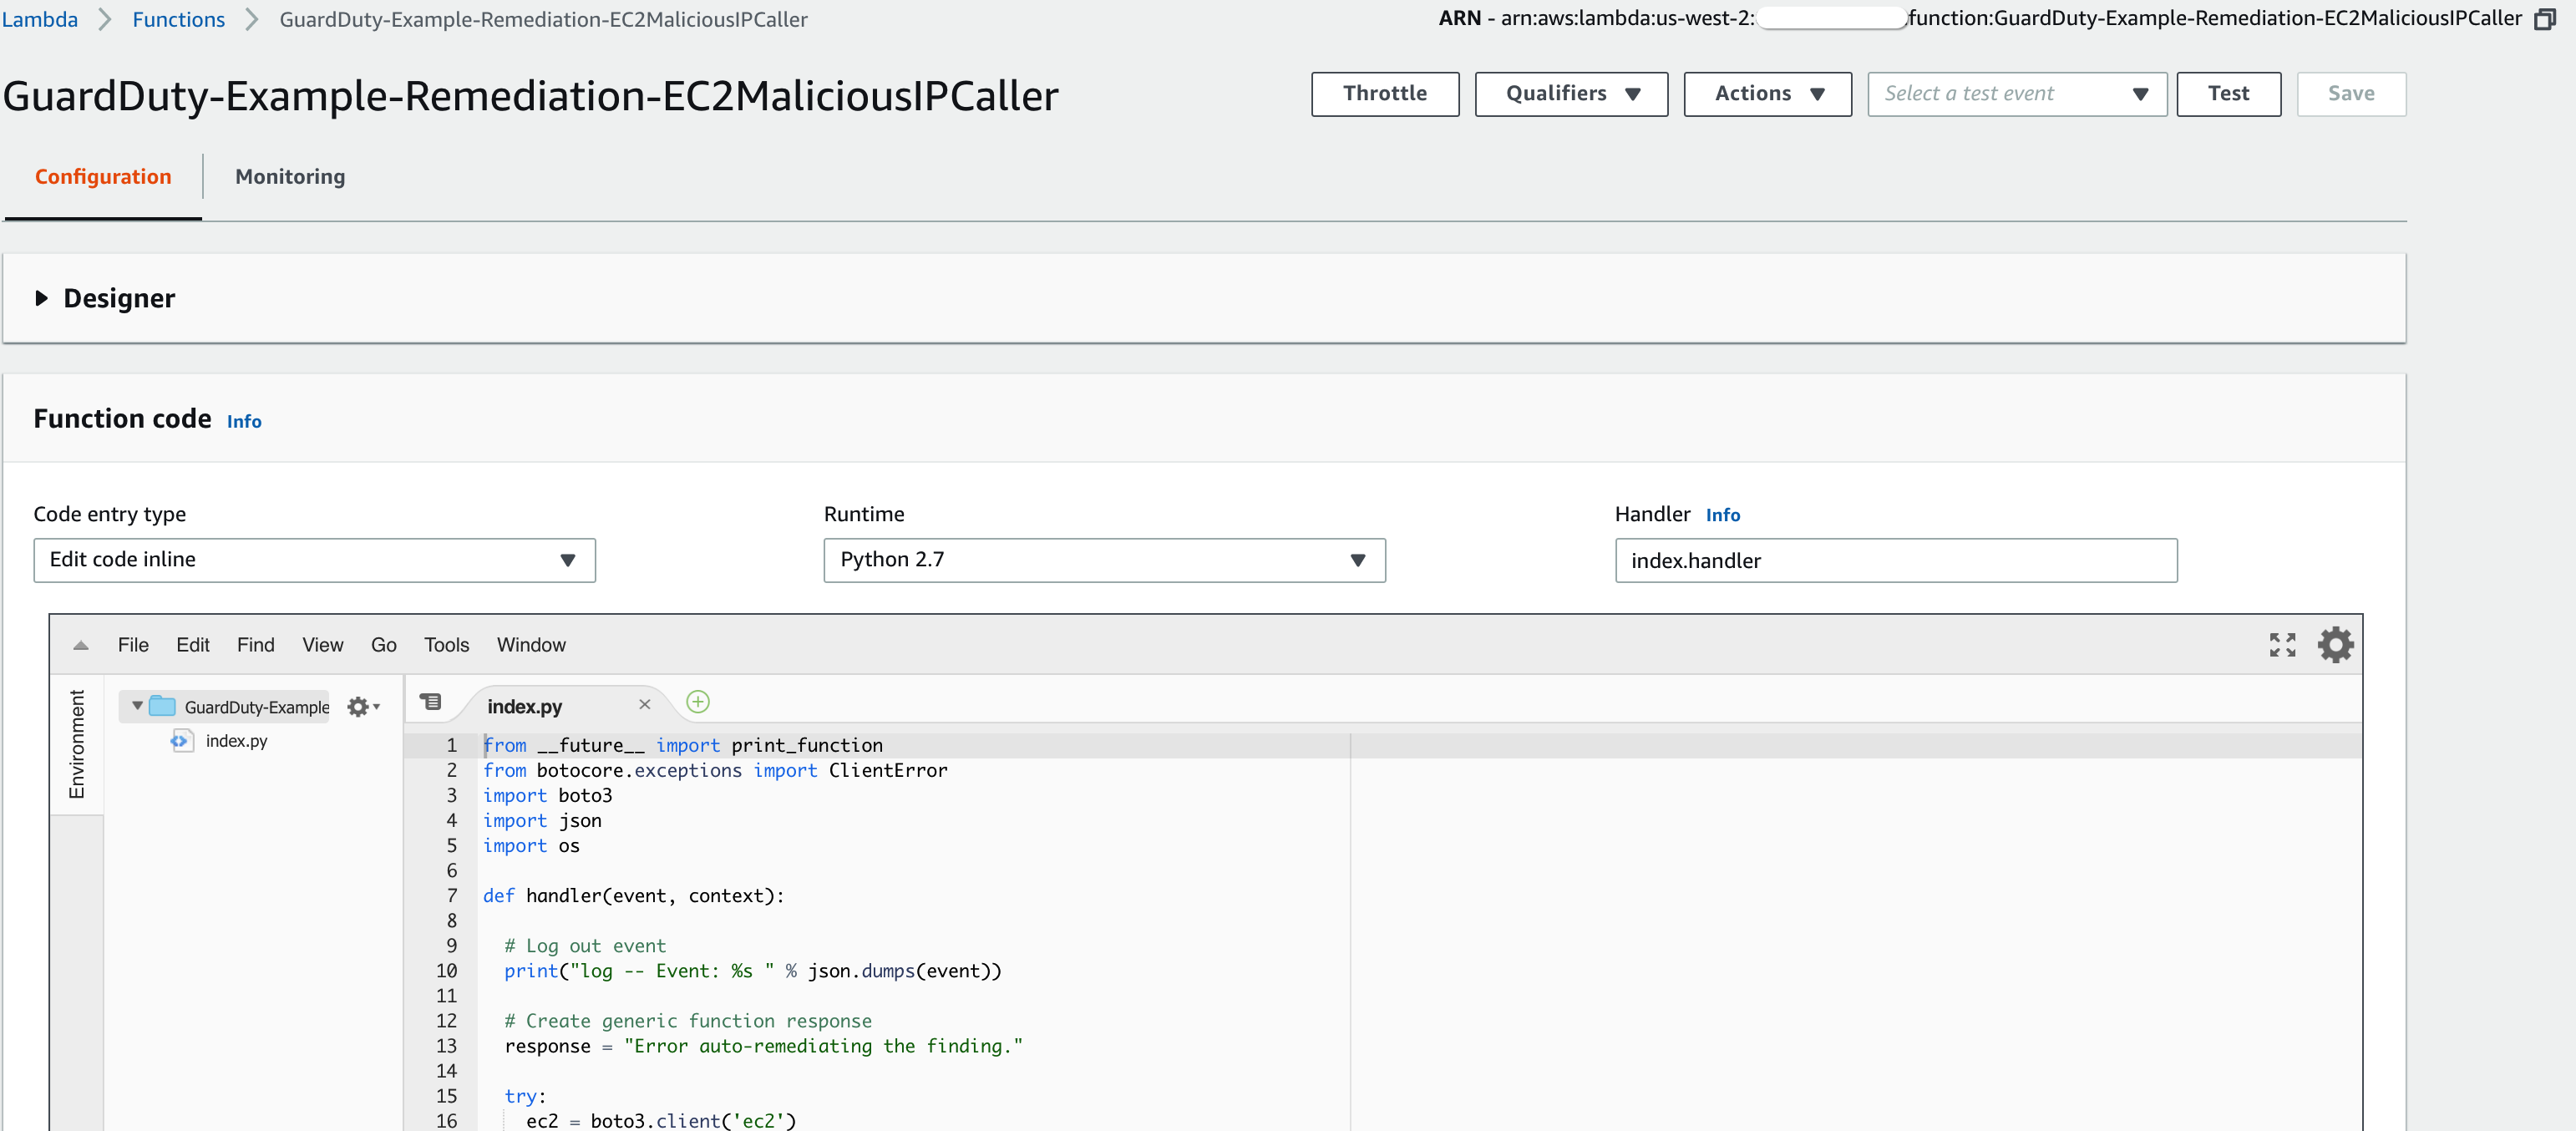 Lambda > Functions > GuardDuty-Example-Remediation-EC2MaliciousIPCaller
ARN - arn:aws:lambda:us-west-2: function:GuardDuty-Example-Remediation-EC2MaliciousIPCaller
GuardDuty-Example-Remediation-EC2MaliciousIPCaller
Throttle Qualifiers Actions Select a test event Test Save
Configuration Monitoring
Designer
Function code Info
Code entry type Runtime Handler Info
Edit code inline Python 2.7 index.handler
File Edit Find View Go Tools Window
Environment
GuardDuty-Example
index.py
index.py
1 from __future__ import print_function
2 from botocore.exceptions import ClientError
3 import boto3
4 import json
5 import os
6
7 def handler(event, context):
8
9 # Log out event
10 print("log -- Event: %s " % json.dumps(event))
11
12 # Create generic function response
13 response = "Error auto-remediating the finding."
14
15 try:
16 ec2 = boto3.client('ec2')